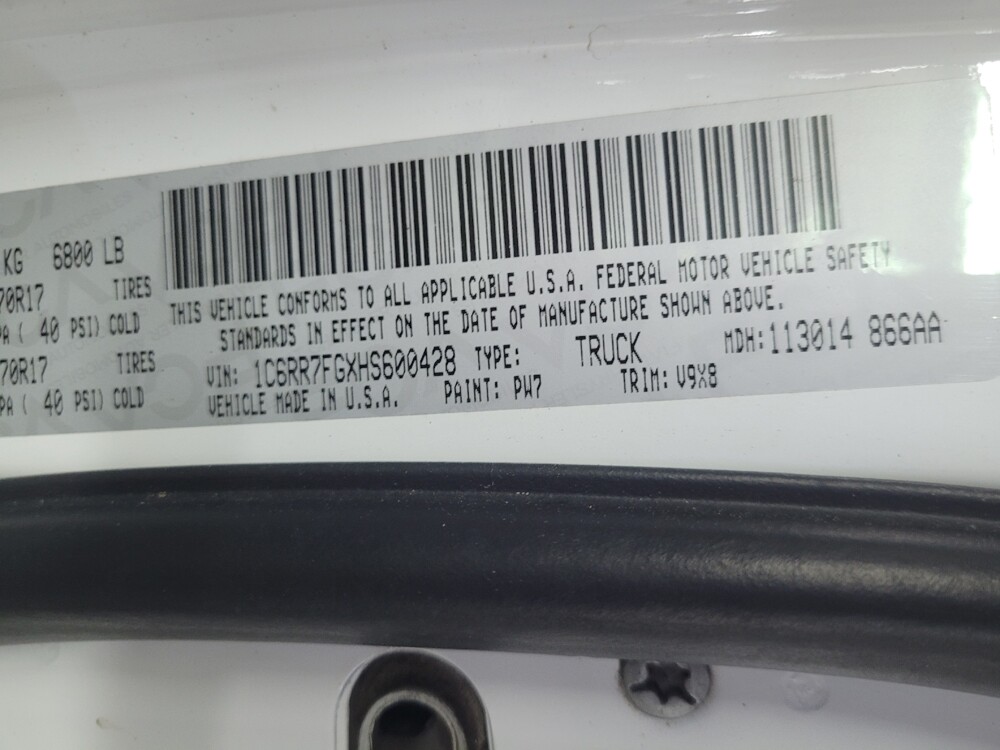 KG 6800 LB
70R17 TIRES
PA ( 40 PSI) COLD
70R17 TIRES
PA ( 40 PSI) COLD
THIS VEHICLE CONFORMS TO ALL APPLICABLE U.S.A. FEDERAL MOTOR VEHICLE SAFETY
STANDARDS IN EFFECT ON THE DATE OF MANUFACTURE SHOWN ABOVE.
VIN: 1C6RR7FGXHS600428 TYPE: TRUCK MDH:113014 866AA
VEHICLE MADE IN U.S.A. PAINT: PW7 TRIM: V9X8